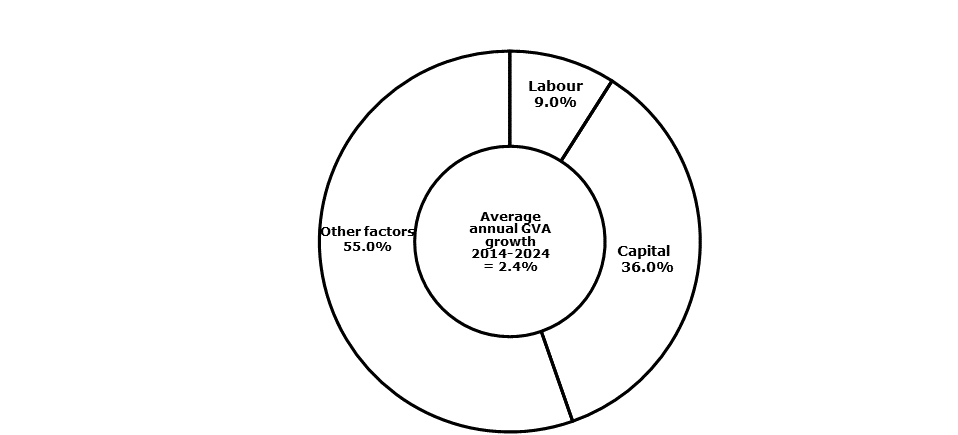 Labour
9.0%
Other factors
55.0%
Average
annual GVA
growth
2014-2024
= 2.4%
Capital
36.0%